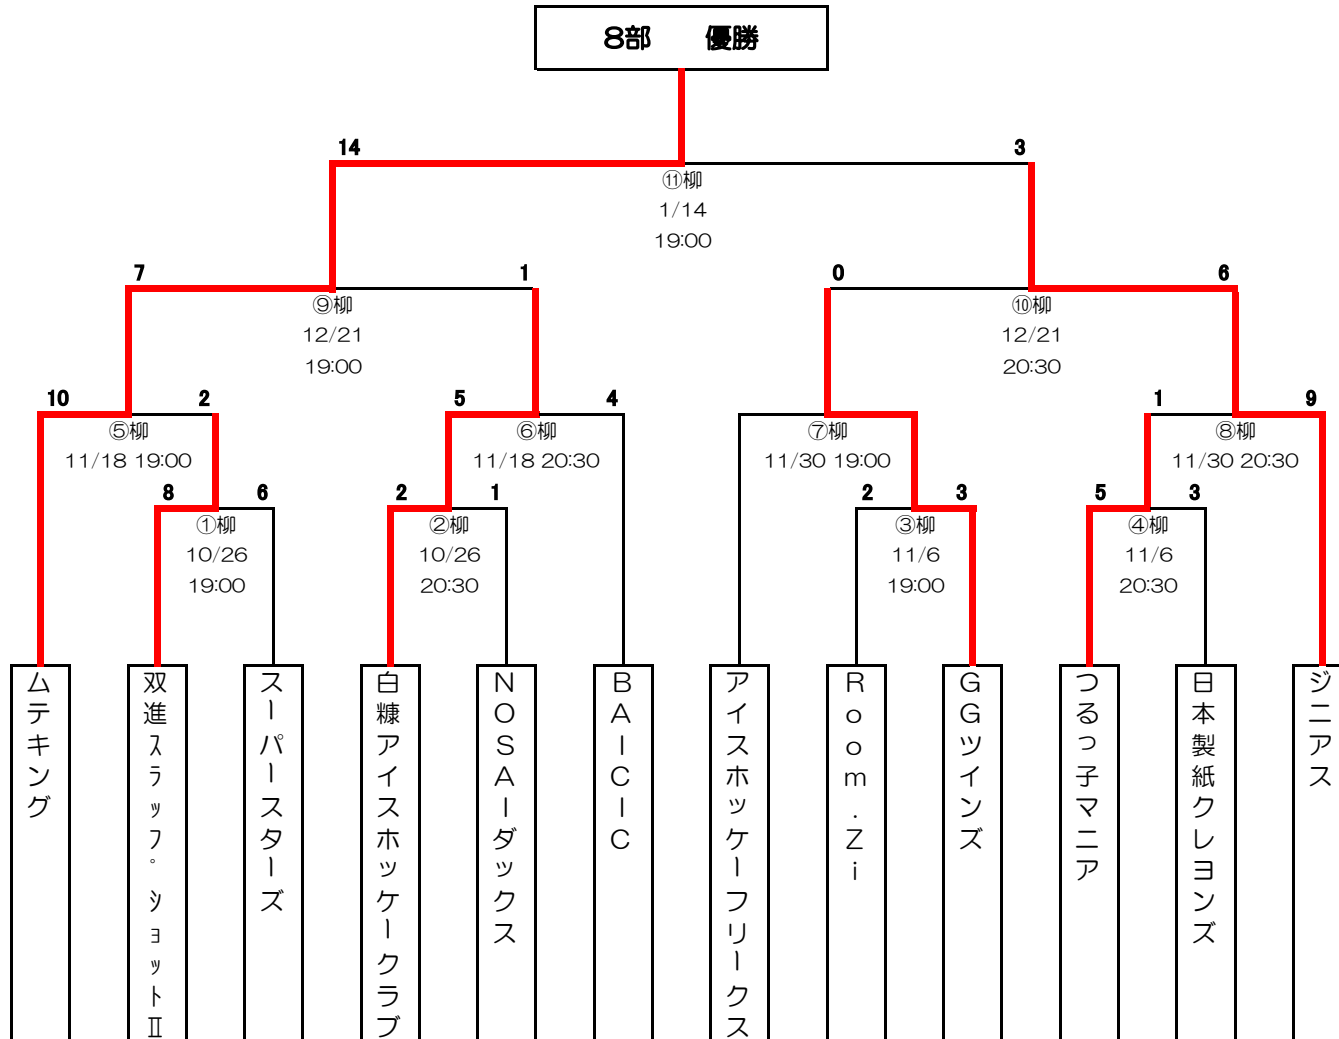 8部 優勝
14 3
⑪柳
1/14
19:00
7 1 0 6
⑨柳 ⑩柳
12/21 12/21
19:00 20:30
10 2 5 4 1 9
⑤柳 ⑥柳 ⑦柳 ⑧柳
11/18 19:00 11/18 20:30 11/30 19:00 11/30 20:30
8 6 2 1 2 3 5 3
①柳 ②柳 ③柳 ④柳
10/26 10/26 11/6 11/6
19:00 20:30 19:00 20:30
ムテキング
双進ｽﾗｯﾌﾟｼｮｯﾄⅡ
スーパースターズ
白糠アイスホッケークラブ
NOSAIダックス
BAICIC
アイスホッケーフリークス
Room.Zi
GGツインズ
つるっ子マニア
日本製紙クレヨンズ
ジニアス